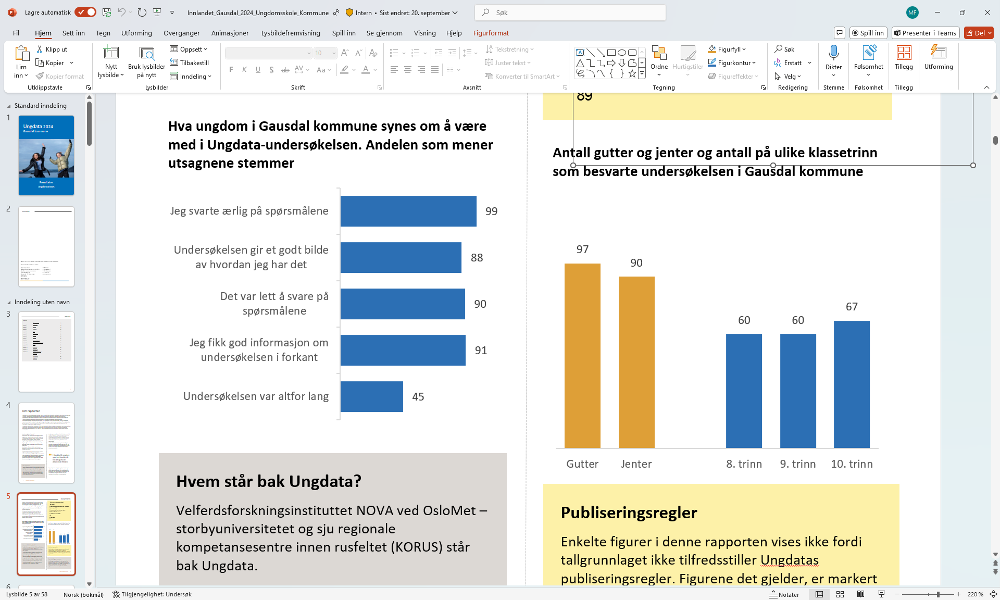 Lagre automatisk
Innlandet_Gausdal_2024_Ungdomsskole_Kommune
Intern • Sist endret: 20. september
Søk
MF
Fil
Hjem
Sett inn
Tegn
Utforming
Overganger
Animasjoner
Lysbildefremvisning
Spill inn
Se gjennom
Visning
Hjelp
Figurformat
Spill inn
Presenter i Teams
Del
Lim
inn
Klipp ut
Kopier
Kopier format
Utklippstavle
Nytt
lysbilde
Bruk lysbilder
på nytt
Oppsett
Tilbakestill
Inndeling
Lysbilder
10
F K U S ab AV Aa A
Skrift
Tekstretning
Juster tekst
Konverter til SmartArt
Avsnitt
Ordne
Hurtigstiler
Figurfyll
Figurkontur
Figureffekter
Tegning
Søk
Erstatt
Velg
Redigering
Dikter
Stemme
Følsomhet
Følsomhet
Tillegg
Tillegg
Utforming
Standard inndeling
1
Ungdata 2024
Gausdal kommune
Resultater
Ungdomstrinnet
2
Inndeling uten navn
3
4
Om rapporten
5
6
Hva ungdom i Gausdal kommune synes om å være
med i Ungdata-undersøkelsen. Andelen som mener
utsagnene stemmer
Jeg svarte ærlig på spørsmålene
99
Undersøkelsen gir et godt bilde
av hvordan jeg har det
88
Det var lett å svare på
spørsmålene
90
Jeg fikk god informasjon om
undersøkelsen i forkant
91
Undersøkelsen var altfor lang
45
Hvem står bak Ungdata?
Velferdsforskningsinstituttet NOVA ved OsloMet –
storbyuniversitetet og sju regionale
kompetansesentre innen rusfeltet (KORUS) står
bak Ungdata.
89
Antall gutter og jenter og antall på ulike klassetrinn
som besvarte undersøkelsen i Gausdal kommune
97
90
60
60
67
Gutter
Jenter
8. trinn
9. trinn
10. trinn
Publiseringsregler
Enkelte figurer i denne rapporten vises ikke fordi
tallgrunnlaget ikke tilfredsstiller Ungdatas
publiseringsregler. Figurene det gjelder, er markert
Lysbilde 5 av 58
Norsk (bokmål)
Tilgjengelighet: Undersøk
Notater
220 %